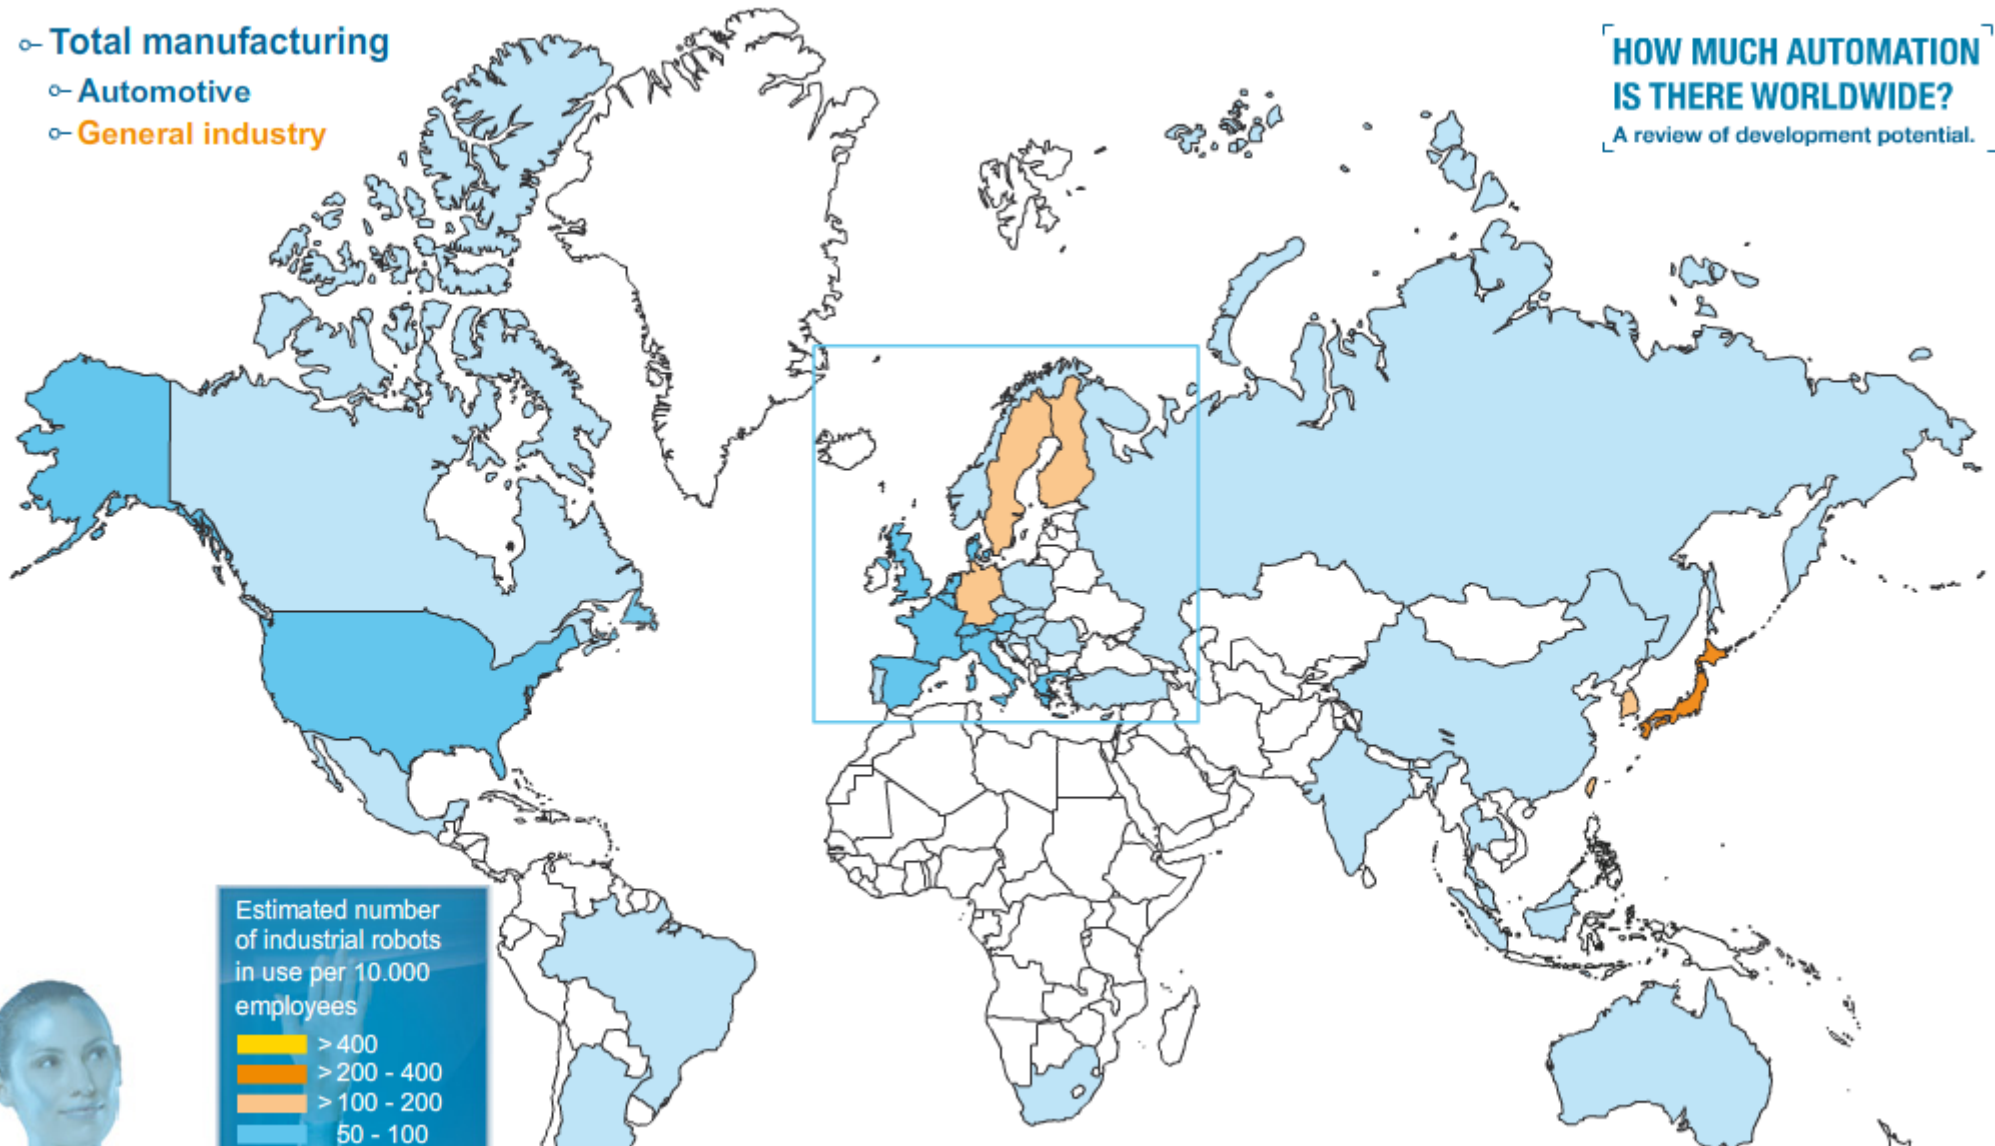 Total manufacturing
Automotive
General industry
HOW MUCH AUTOMATION
IS THERE WORLDWIDE?
A review of development potential.
Estimated number
of industrial robots
in use per 10.000
employees
> 400
> 200 - 400
> 100 - 200
50 - 100